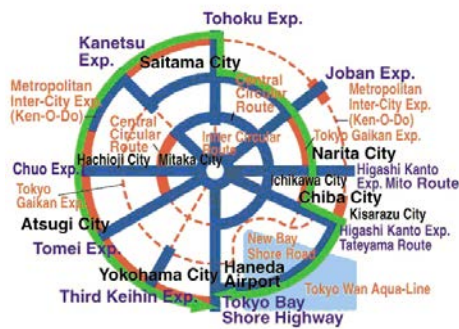 Tohoku Exp.
Kanetsu
Exp.
Saitama City
Metropolitan
Inter-City Exp.
(Ken-O-Do)
Central
Circular
Route
Joban Exp.
Metropolitan
Inter-City Exp.
(Ken-O-Do)
Central
Circular
Route
Inner Circular
Route
Tokyo Gaikan Exp.
Narita City
Hachioji City
Mitaka City
Chuo Exp.
Ichikawa City
Higashi Kanto
Exp. Mito Route
Tokyo
Gaikan Exp.
Chiba City
Kisarazu City
Atsugi City
Higashi Kanto Exp.
Tateyama Route
Tomei Exp.
New Bay
Shore Road
Yokohama City
Haneda
Airport
Tokyo Wan Aqua-Line
Third Keihin Exp.
Tokyo Bay
Shore Highway